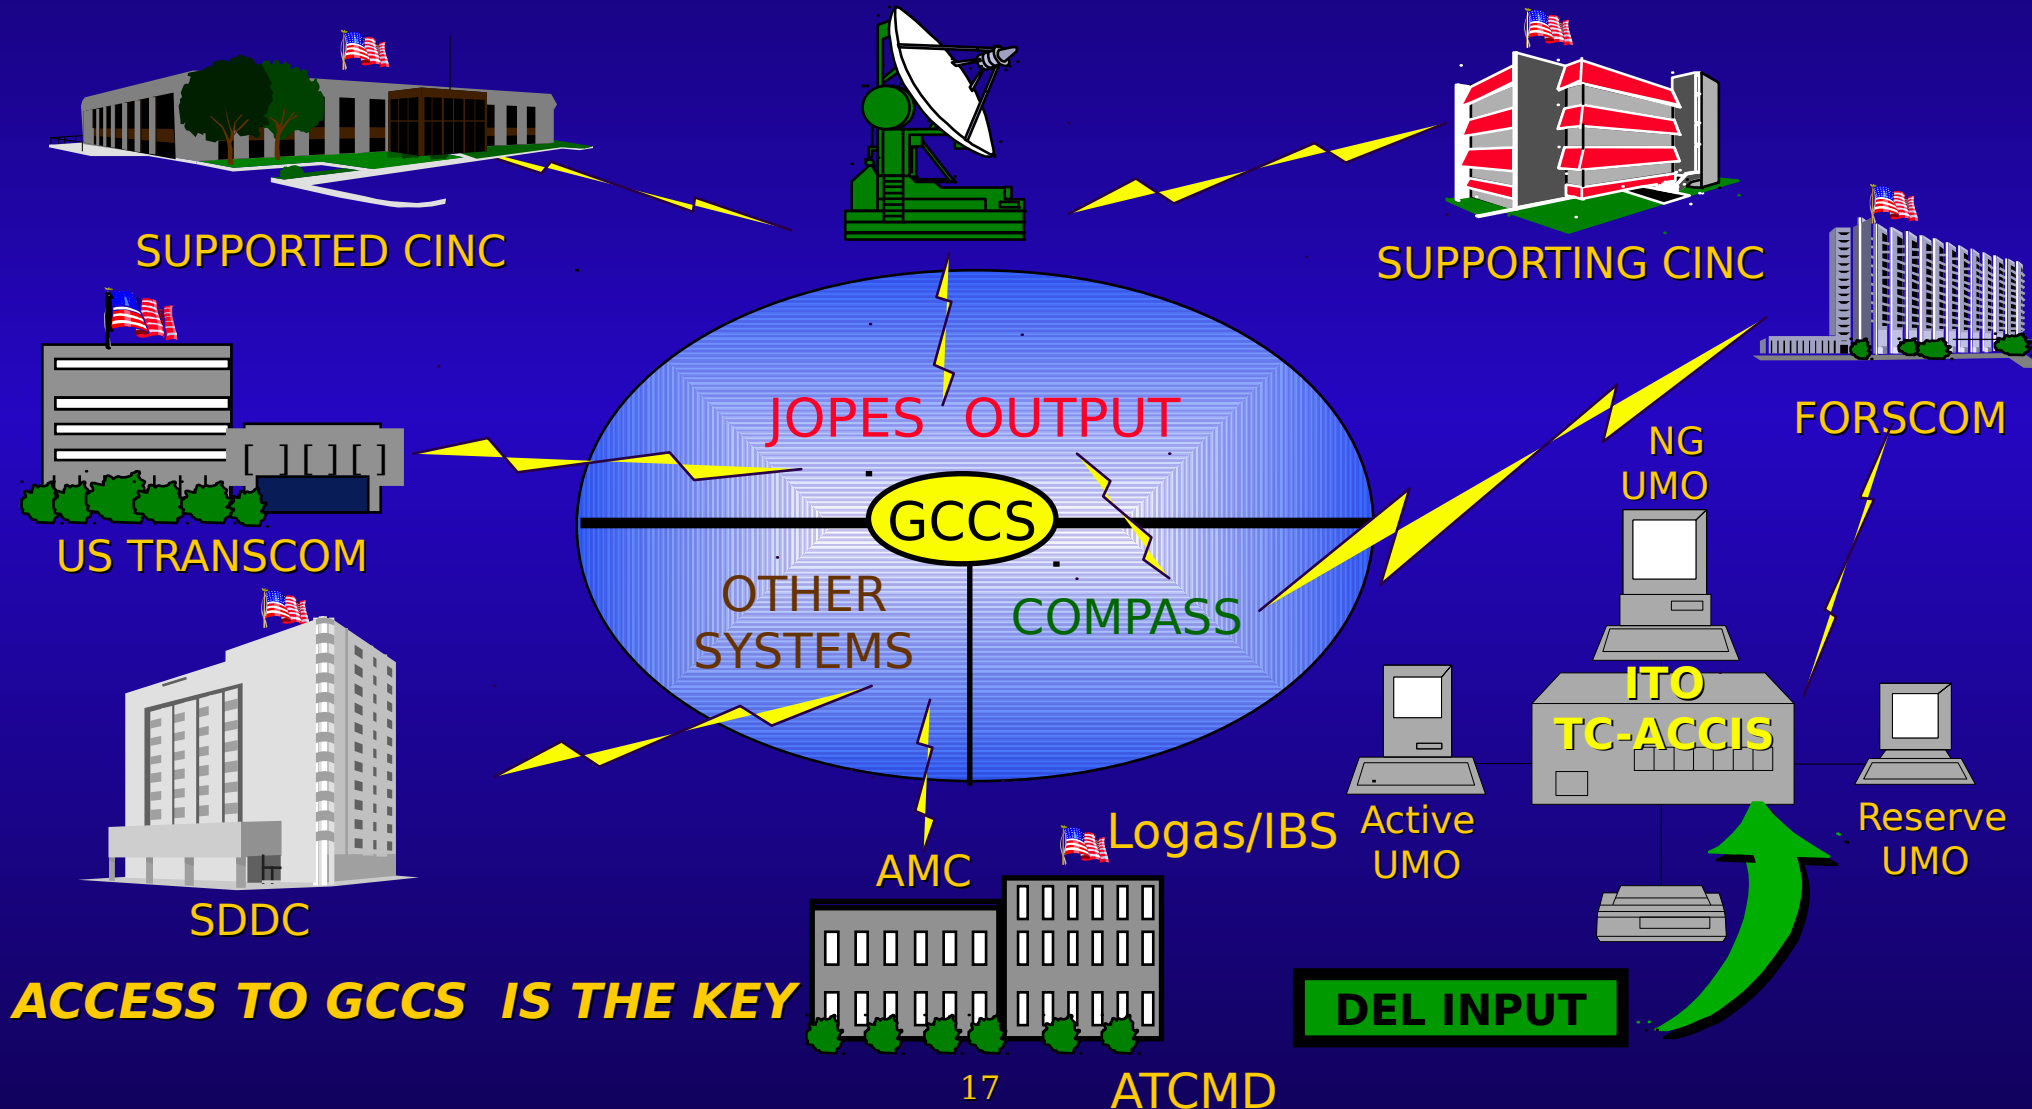 SUPPORTED CINC
SUPPORTING CINC
JOPES OUTPUT
FORSCOM
NG
UMO
GCCS
US TRANSCOM
OTHER
SYSTEMS
COMPASS
ITO
TC-ACCIS
Active
UMO
Reserve
UMO
Logas/IBS
AMC
SDDC
ACCESS TO GCCS IS THE KEY
DEL INPUT
17
ATCMD